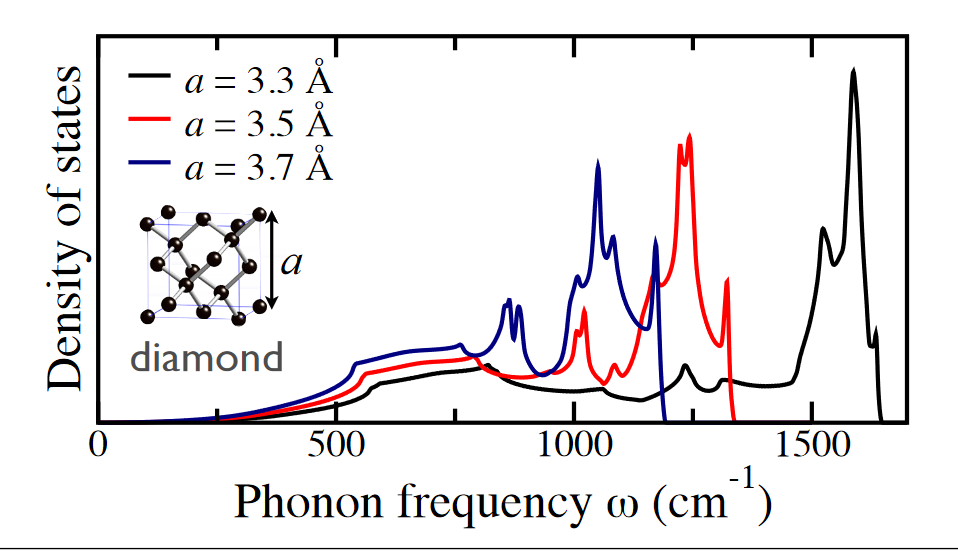 a = 3.3 Å
a = 3.5 Å
a = 3.7 Å
a
diamond
Density of states
0 500 1000 1500
Phonon frequency ω (cm⁻¹)